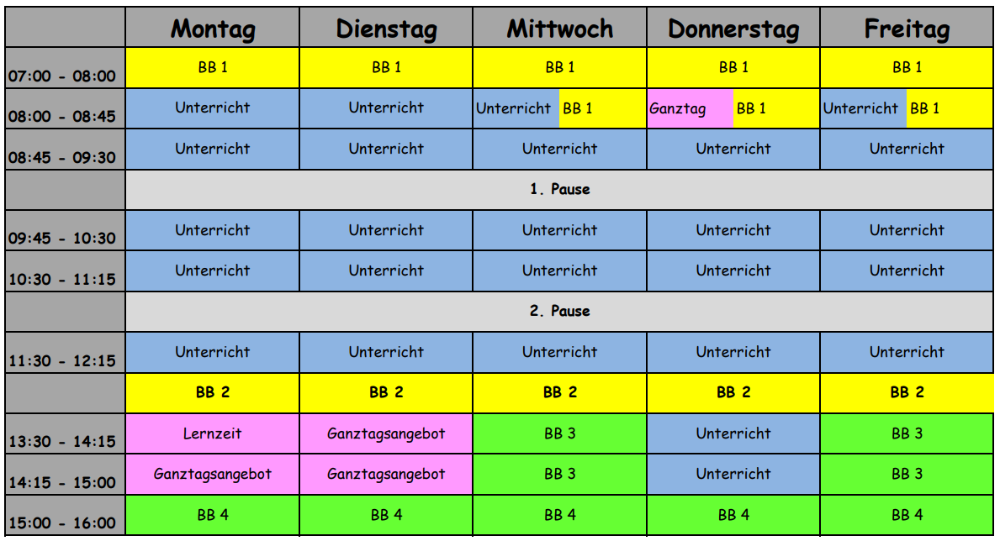 Montag Dienstag Mittwoch Donnerstag Freitag
07:00 - 08:00 BB 1 BB 1 BB 1 BB 1 BB 1
08:00 - 08:45 Unterricht Unterricht Unterricht BB 1 Ganztag BB 1 Unterricht BB 1
08:45 - 09:30 Unterricht Unterricht Unterricht Unterricht Unterricht
1. Pause
09:45 - 10:30 Unterricht Unterricht Unterricht Unterricht Unterricht
10:30 - 11:15 Unterricht Unterricht Unterricht Unterricht Unterricht
2. Pause
11:30 - 12:15 Unterricht Unterricht Unterricht Unterricht Unterricht
BB 2 BB 2 BB 2 BB 2 BB 2
13:30 - 14:15 Lernzeit Ganztagsangebot BB 3 Unterricht BB 3
14:15 - 15:00 Ganztagsangebot Ganztagsangebot BB 3 Unterricht BB 3
15:00 - 16:00 BB 4 BB 4 BB 4 BB 4 BB 4